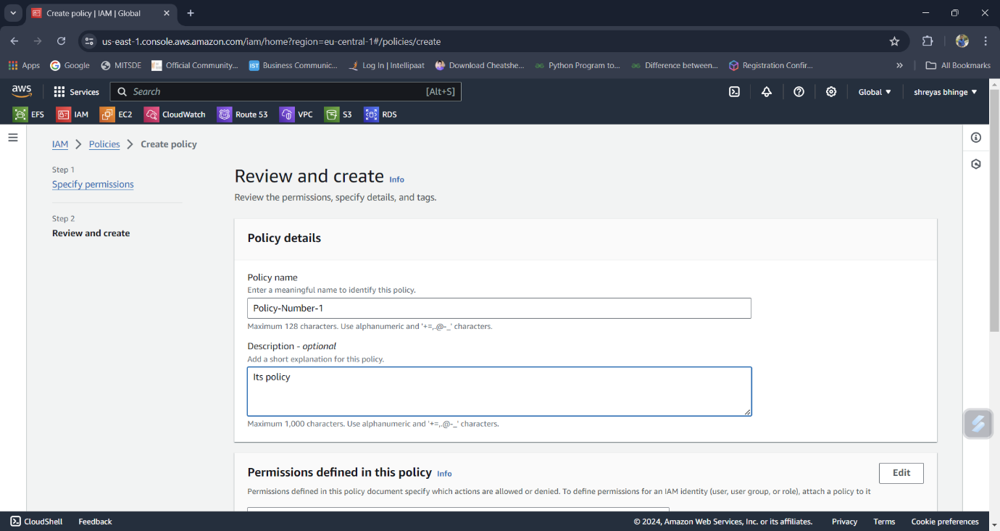 Create policy | IAM | Global
us-east-1.console.aws.amazon.com/iam/home?region=eu-central-1#/policies/create
Apps Google MITSDE Official Community... IST Business Communic... Log In | Intellipaat Download Cheatshe... Python Program to... Difference between... Registration Confir... » All Bookmarks
aws Services Search [Alt+S] Global shreyas bhinge
EFS IAM EC2 CloudWatch Route 53 VPC S3 RDS
IAM Policies Create policy
Step 1
Specify permissions
Step 2
Review and create
Review and create Info
Review the permissions, specify details, and tags.
Policy details
Policy name
Enter a meaningful name to identify this policy.
Policy-Number-1
Maximum 128 characters. Use alphanumeric and '+=,.@-_' characters.
Description - optional
Add a short explanation for this policy.
Its policy
Maximum 1,000 characters. Use alphanumeric and '+=,.@-_' characters.
Permissions defined in this policy Info Edit
Permissions defined in this policy document specify which actions are allowed or denied. To define permissions for an IAM identity (user, user group, or role), attach a policy to it
CloudShell Feedback © 2024, Amazon Web Services, Inc. or its affiliates. Privacy Terms Cookie preferences